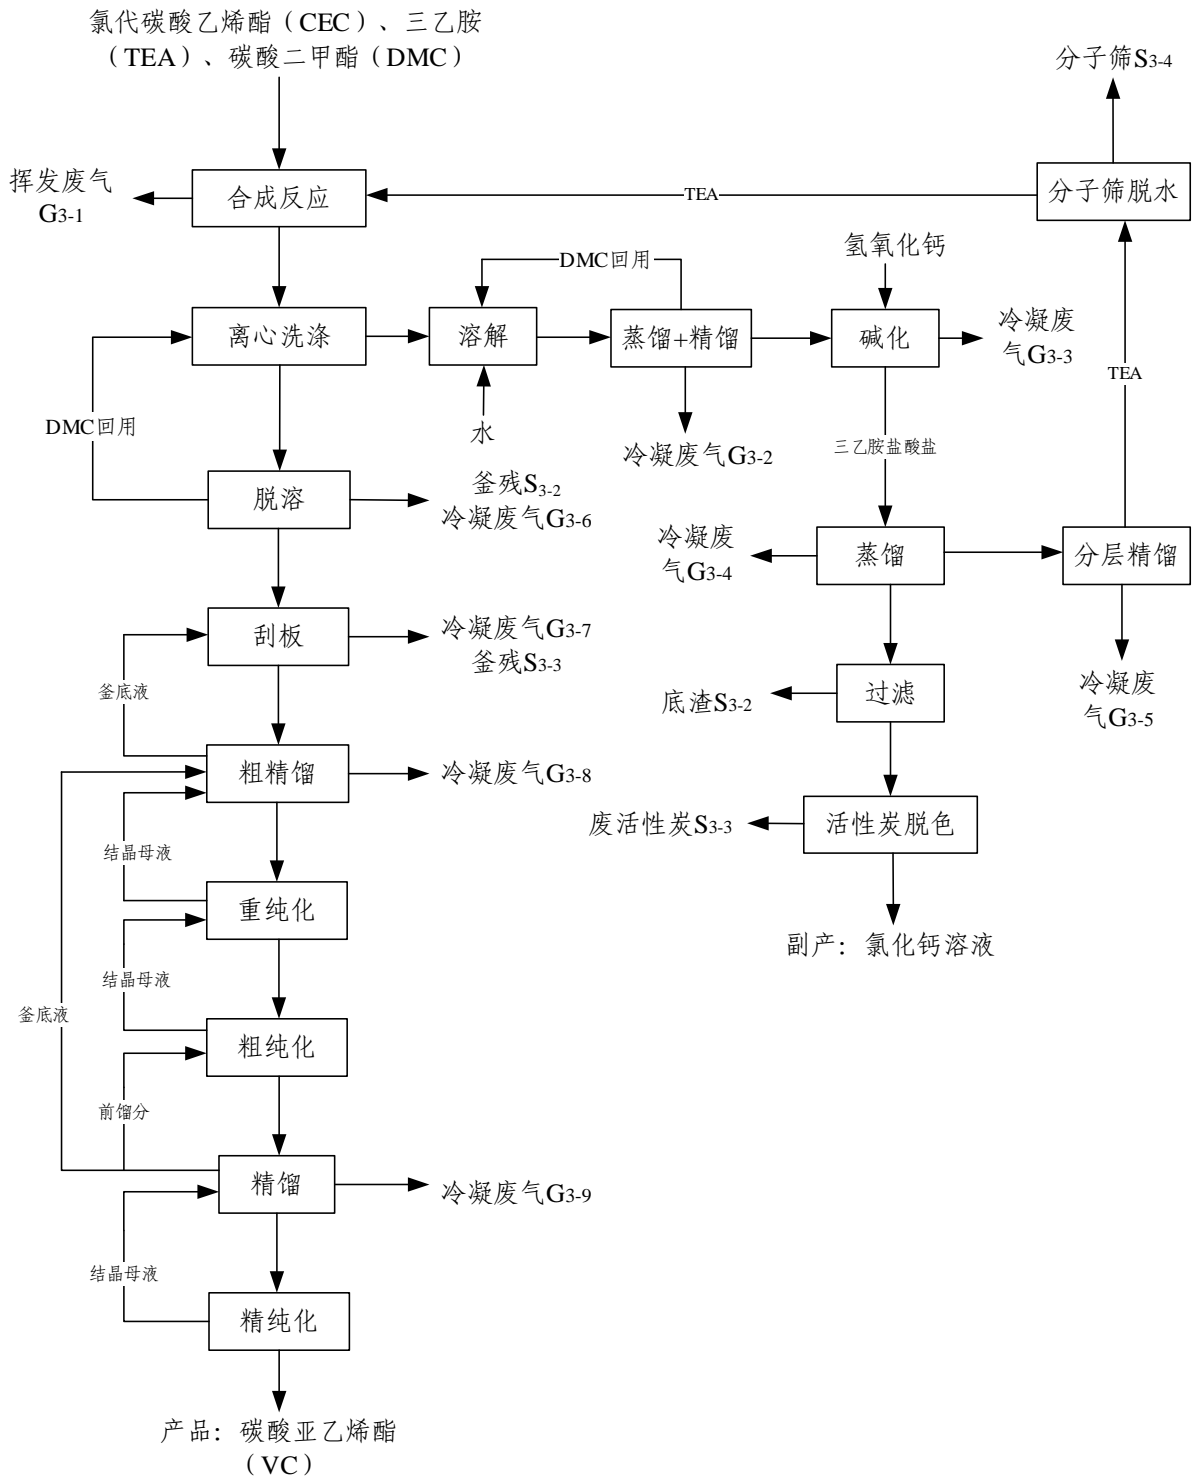 氯代碳酸乙烯酯（CEC）、三乙胺
（TEA）、碳酸二甲酯（DMC）
分子筛S3-4
挥发废气
G3-1
合成反应
TEA
分子筛脱水
DMC回用
氢氧化钙
离心洗涤
溶解
蒸馏+精馏
碱化
冷凝废
气G3-3
TEA
DMC回用
水
冷凝废气G3-2
三乙胺盐酸盐
脱溶
釜残S3-2
冷凝废气G3-6
冷凝废
气G3-4
蒸馏
分层精馏
刮板
冷凝废气G3-7
釜残S3-3
釜底液
底渣S3-2
过滤
冷凝废
气G3-5
粗精馏
冷凝废气G3-8
废活性炭S3-3
活性炭脱色
结晶母液
重纯化
副产：氯化钙溶液
结晶母液
釜底液
粗纯化
前馏分
精馏
冷凝废气G3-9
结晶母液
精纯化
产品：碳酸亚乙烯酯
（VC）